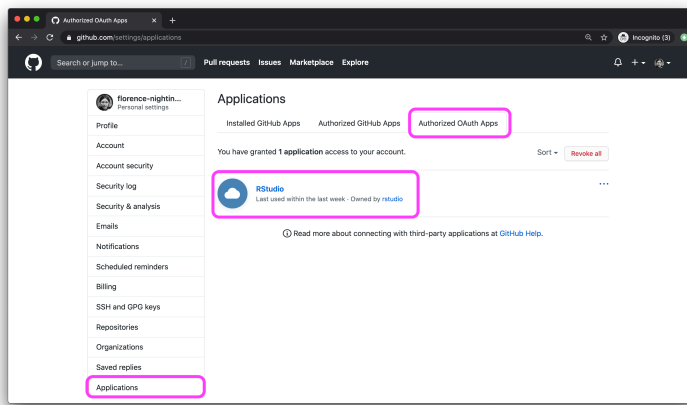 Authorized OAuth Apps
github.com/settings/applications
Incognito (3)
Search or jump to...
/
Pull requests Issues Marketplace Explore
florence-nightin...
Personal settings
Profile
Account
Account security
Security log
Security & analysis
Emails
Notifications
Scheduled reminders
Billing
SSH and GPG keys
Repositories
Organizations
Saved replies
Applications
Applications
Installed GitHub Apps Authorized GitHub Apps Authorized OAuth Apps
You have granted 1 application access to your account.
Sort
Revoke all
RStudio
Last used within the last week · Owned by rstudio
Read more about connecting with third-party applications at GitHub Help.